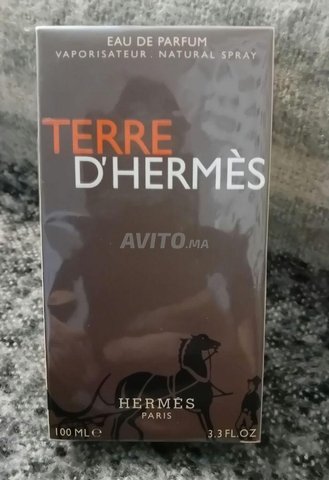 EAU DE PARFUM
VAPORISATEUR . NATURAL SPRAY
TERRE
D'HERMÈS
AVITO.MA
HERMÈS
PARIS
100 ML ℮ 3.3 FL.OZ